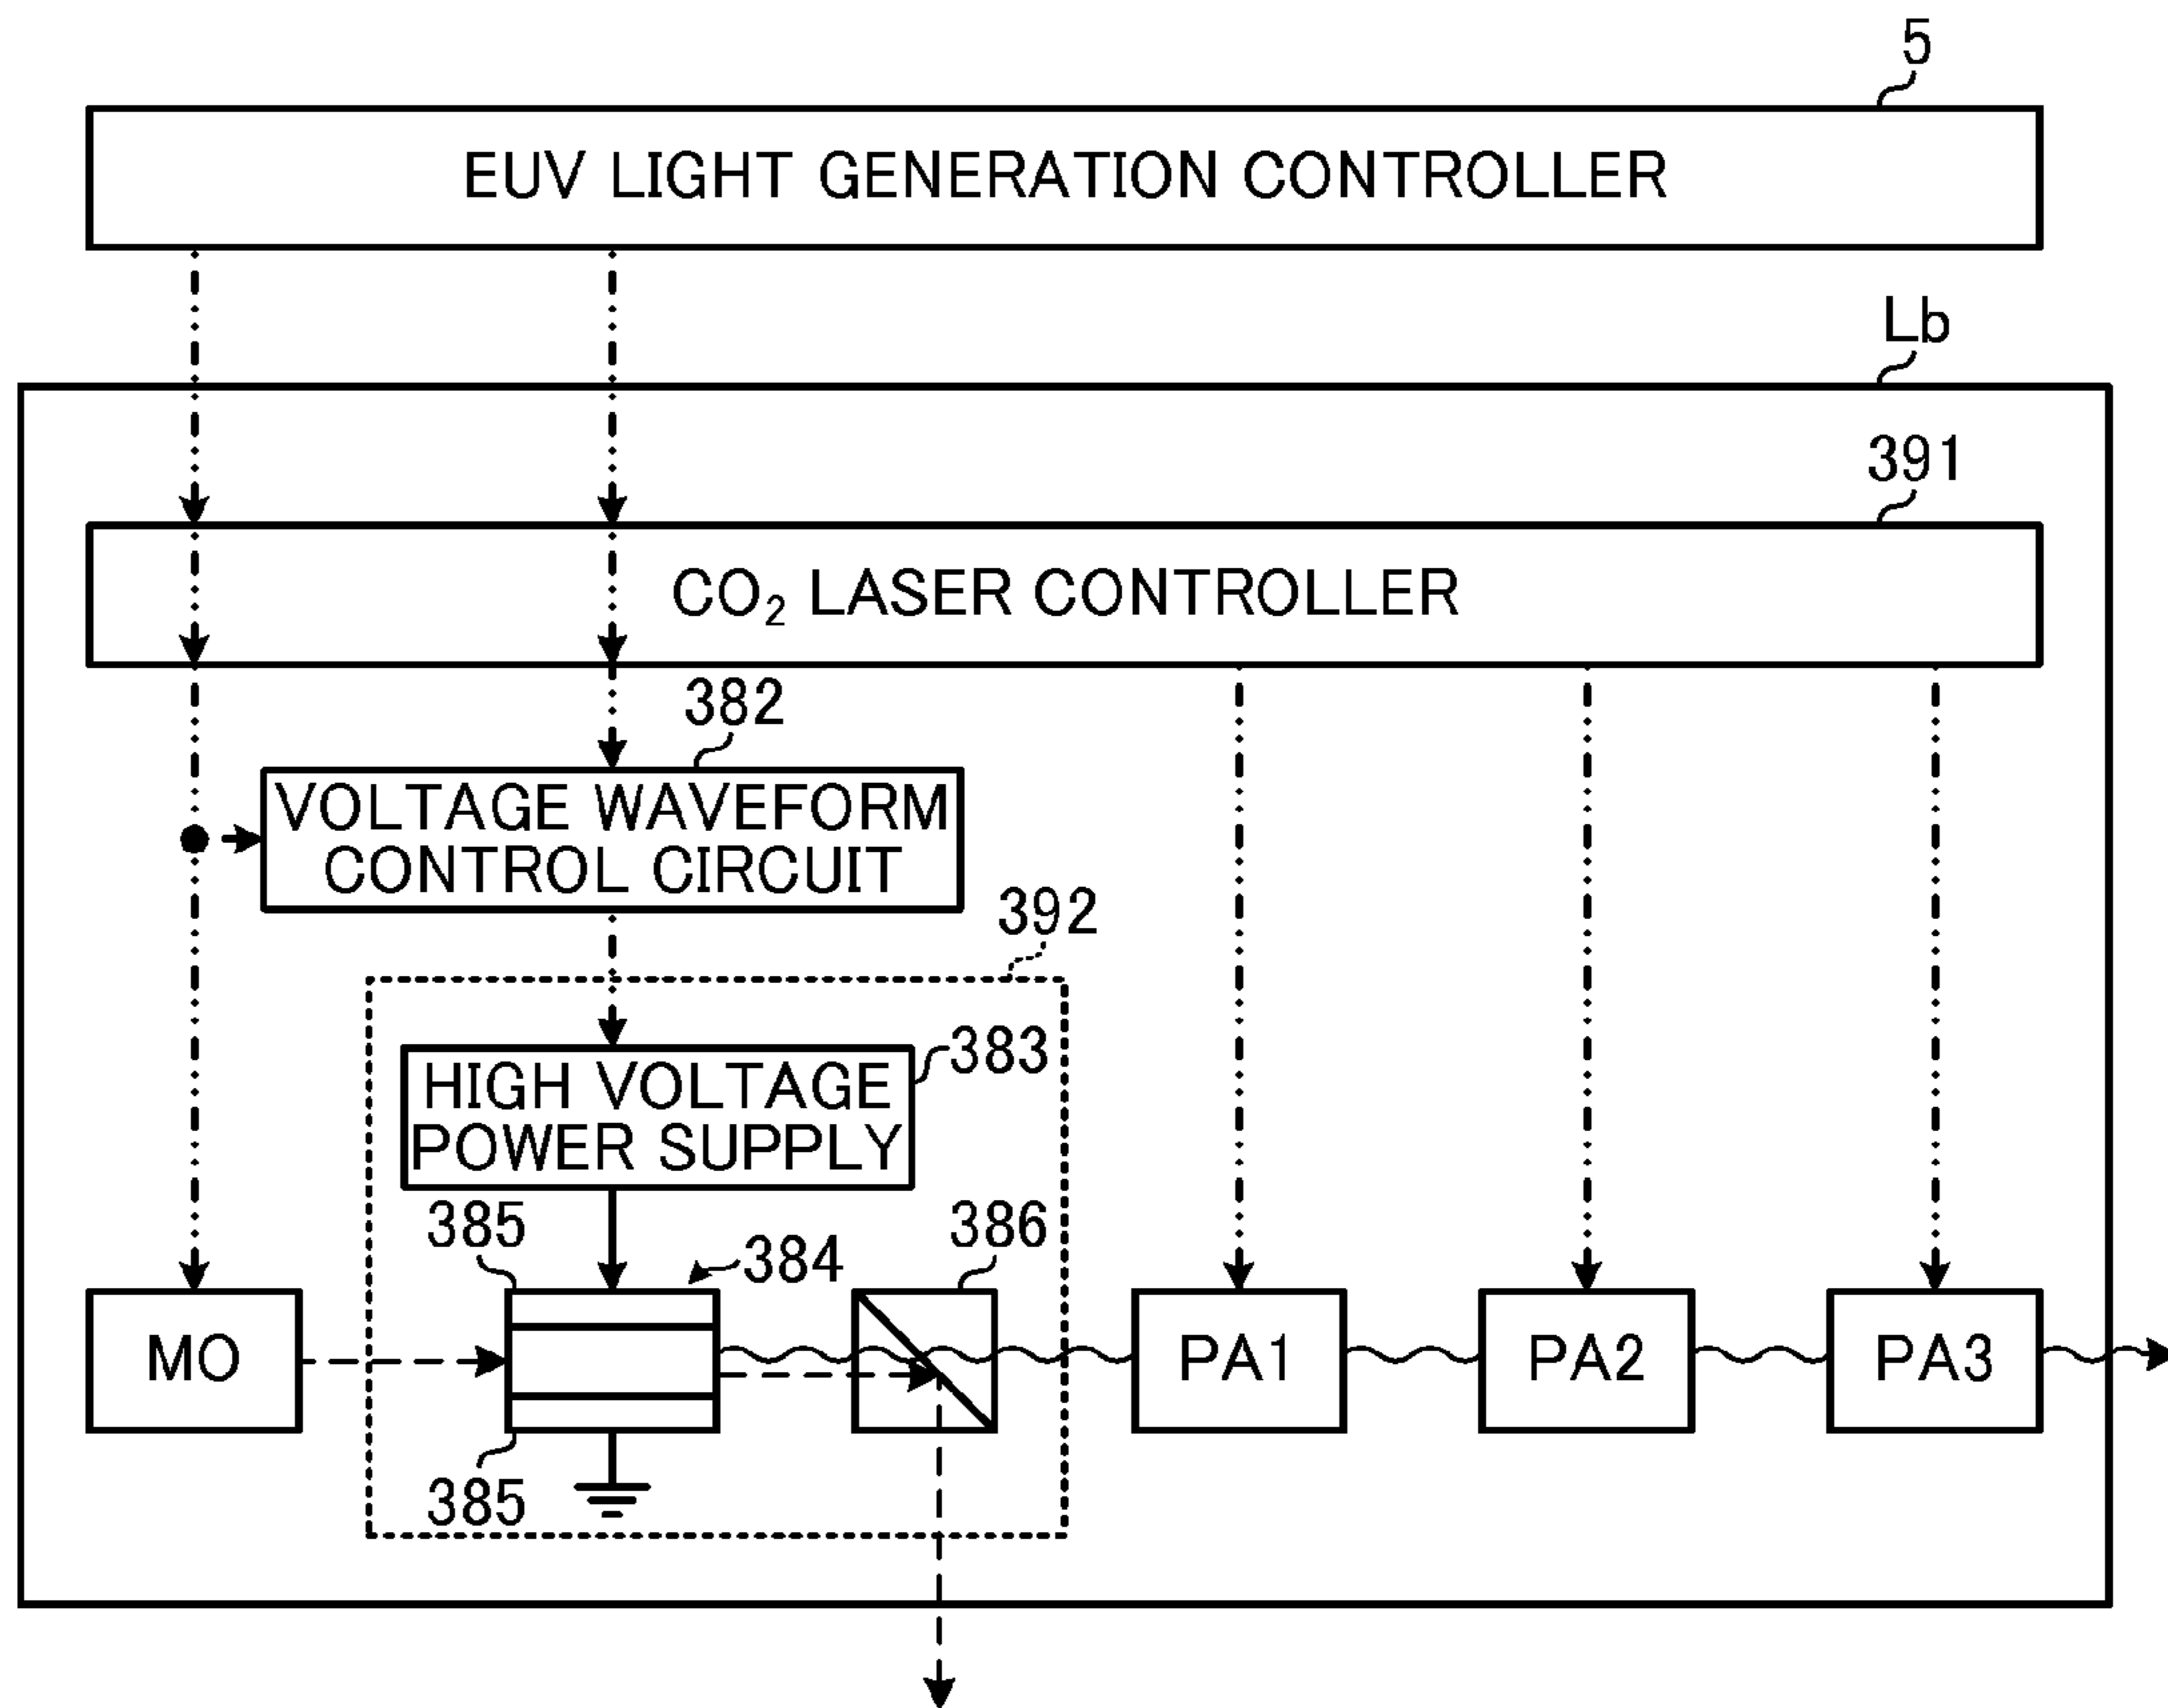 5
EUV LIGHT GENERATION CONTROLLER
Lb
391
CO₂ LASER CONTROLLER
382
VOLTAGE WAVEFORM
CONTROL CIRCUIT
392
383
HIGH VOLTAGE
POWER SUPPLY
385
384
386
MO
PA1
PA2
PA3
385